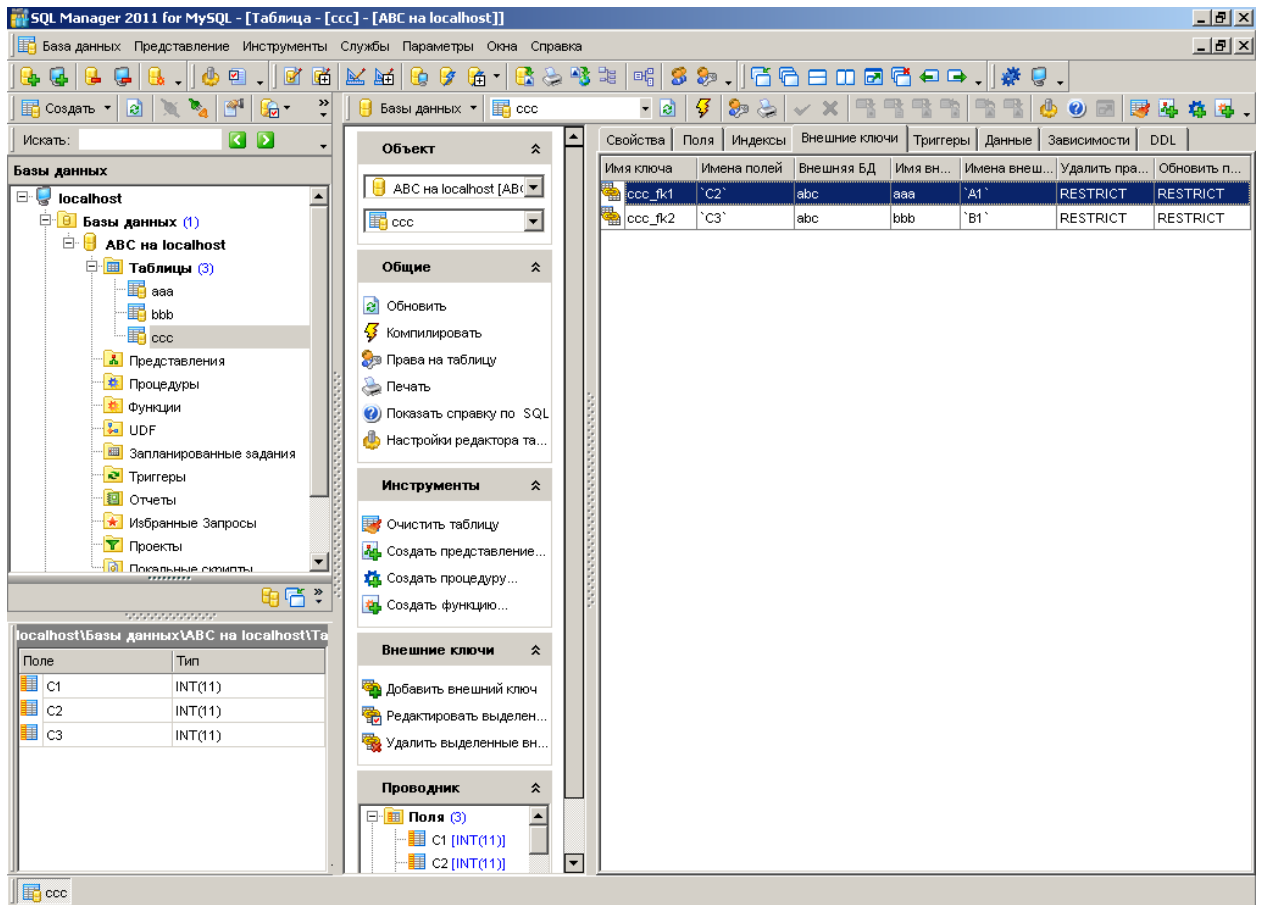 SQL Manager 2011 for MySQL - [Таблица - [ccc] - [ABC на localhost]]
База данных Представление Инструменты Службы Параметры Окна Справка
Создать
Базы данных ccc
Искать:
Базы данных
localhost
Базы данных (1)
ABC на localhost
Таблицы (3)
aaa
bbb
ccc
Представления
Процедуры
Функции
UDF
Запланированные задания
Триггеры
Отчеты
Избранные Запросы
Проекты
Локальные скрипты
localhost\Базы данных\ABC на localhost\Та
Поле Тип
C1 INT(11)
C2 INT(11)
C3 INT(11)
Объект
ABC на localhost [AB(
ccc
Общие
Обновить
Компилировать
Права на таблицу
Печать
Показать справку по SQL
Настройки редактора та...
Инструменты
Очистить таблицу
Создать представление...
Создать процедуру...
Создать функцию...
Внешние ключи
Добавить внешний ключ
Редактировать выделен...
Удалить выделенные вн...
Проводник
Поля (3)
C1 [INT(11)]
C2 [INT(11)]
Свойства Поля Индексы Внешние ключи Триггеры Данные Зависимости DDL
Имя ключа Имена полей Внешняя БД Имя вн... Имена внеш... Удалить пра... Обновить п...
ccc_fk1 `C2` abc aaa `A1` RESTRICT RESTRICT
ccc_fk2 `C3` abc bbb `B1` RESTRICT RESTRICT
ccc